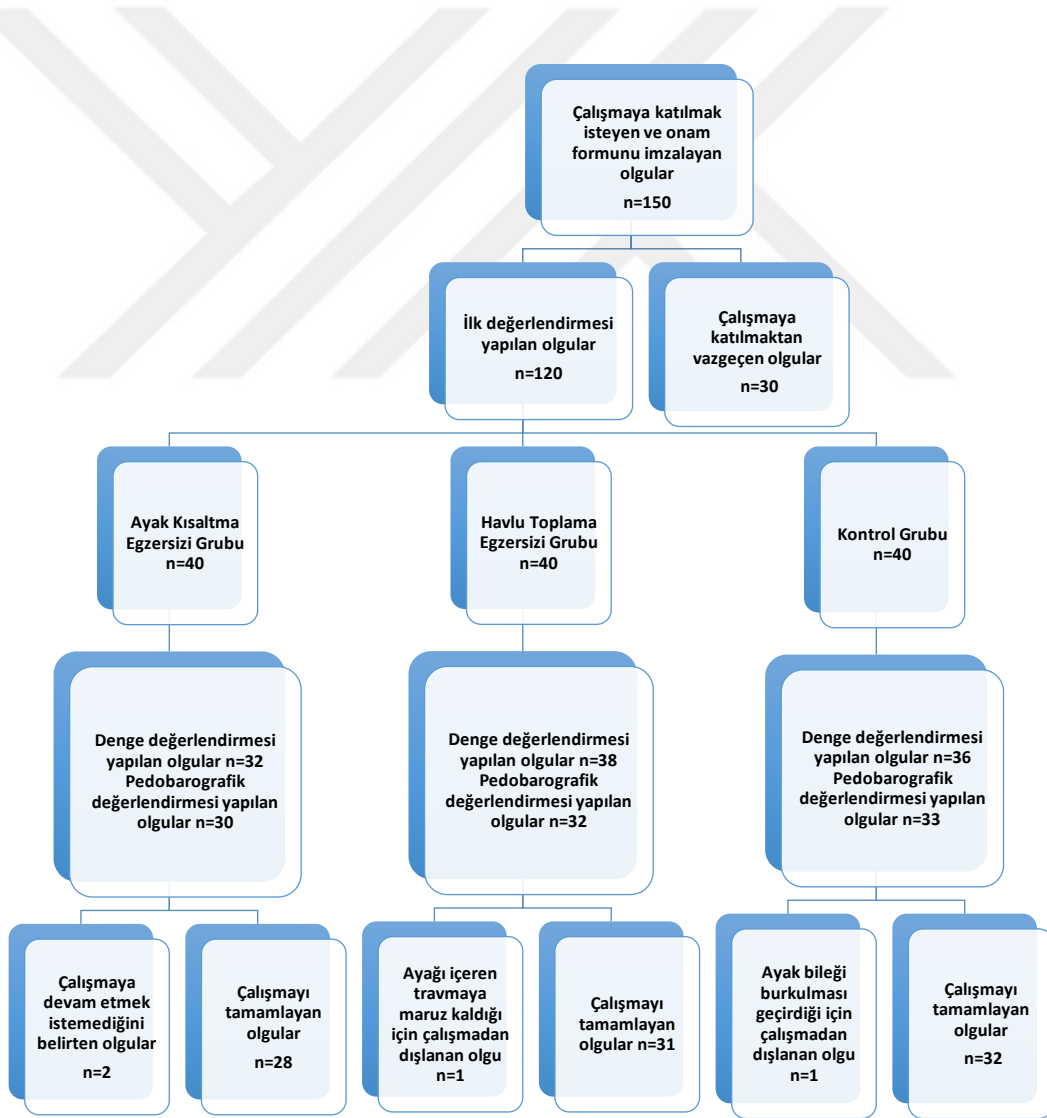 Çalışmaya katılmak
isteyen ve onam
formunu imzalayan
olgular
n=150
İlk değerlendirmesi
yapılan olgular
n=120
Çalışmaya
katılmaktan
vazgeçen olgular
n=30
Ayak Kısaltma
Egzersizi Grubu
n=40
Havlu Toplama
Egzersizi Grubu
n=40
Kontrol Grubu
n=40
Denge değerlendirmesi
yapılan olgular n=32
Pedobarografik
değerlendirmesi yapılan
olgular n=30
Denge değerlendirmesi
yapılan olgular n=38
Pedobarografik
değerlendirmesi yapılan
olgular n=32
Denge değerlendirmesi
yapılan olgular n=36
Pedobarografik
değerlendirmesi yapılan
olgular n=33
Çalışmaya
devam etmek
istemediğini
belirten olgular
n=2
Çalışmayı
tamamlayan
olgular
n=28
Ayağı içeren
travmaya
maruz kaldığı
için çalışmadan
dışlanan olgu
n=1
Çalışmayı
tamamlayan
olgular n=31
Ayak bileği
burkulması
geçirdiği için
çalışmadan
dışlanan olgu
n=1
Çalışmayı
tamamlayan
olgular
n=32